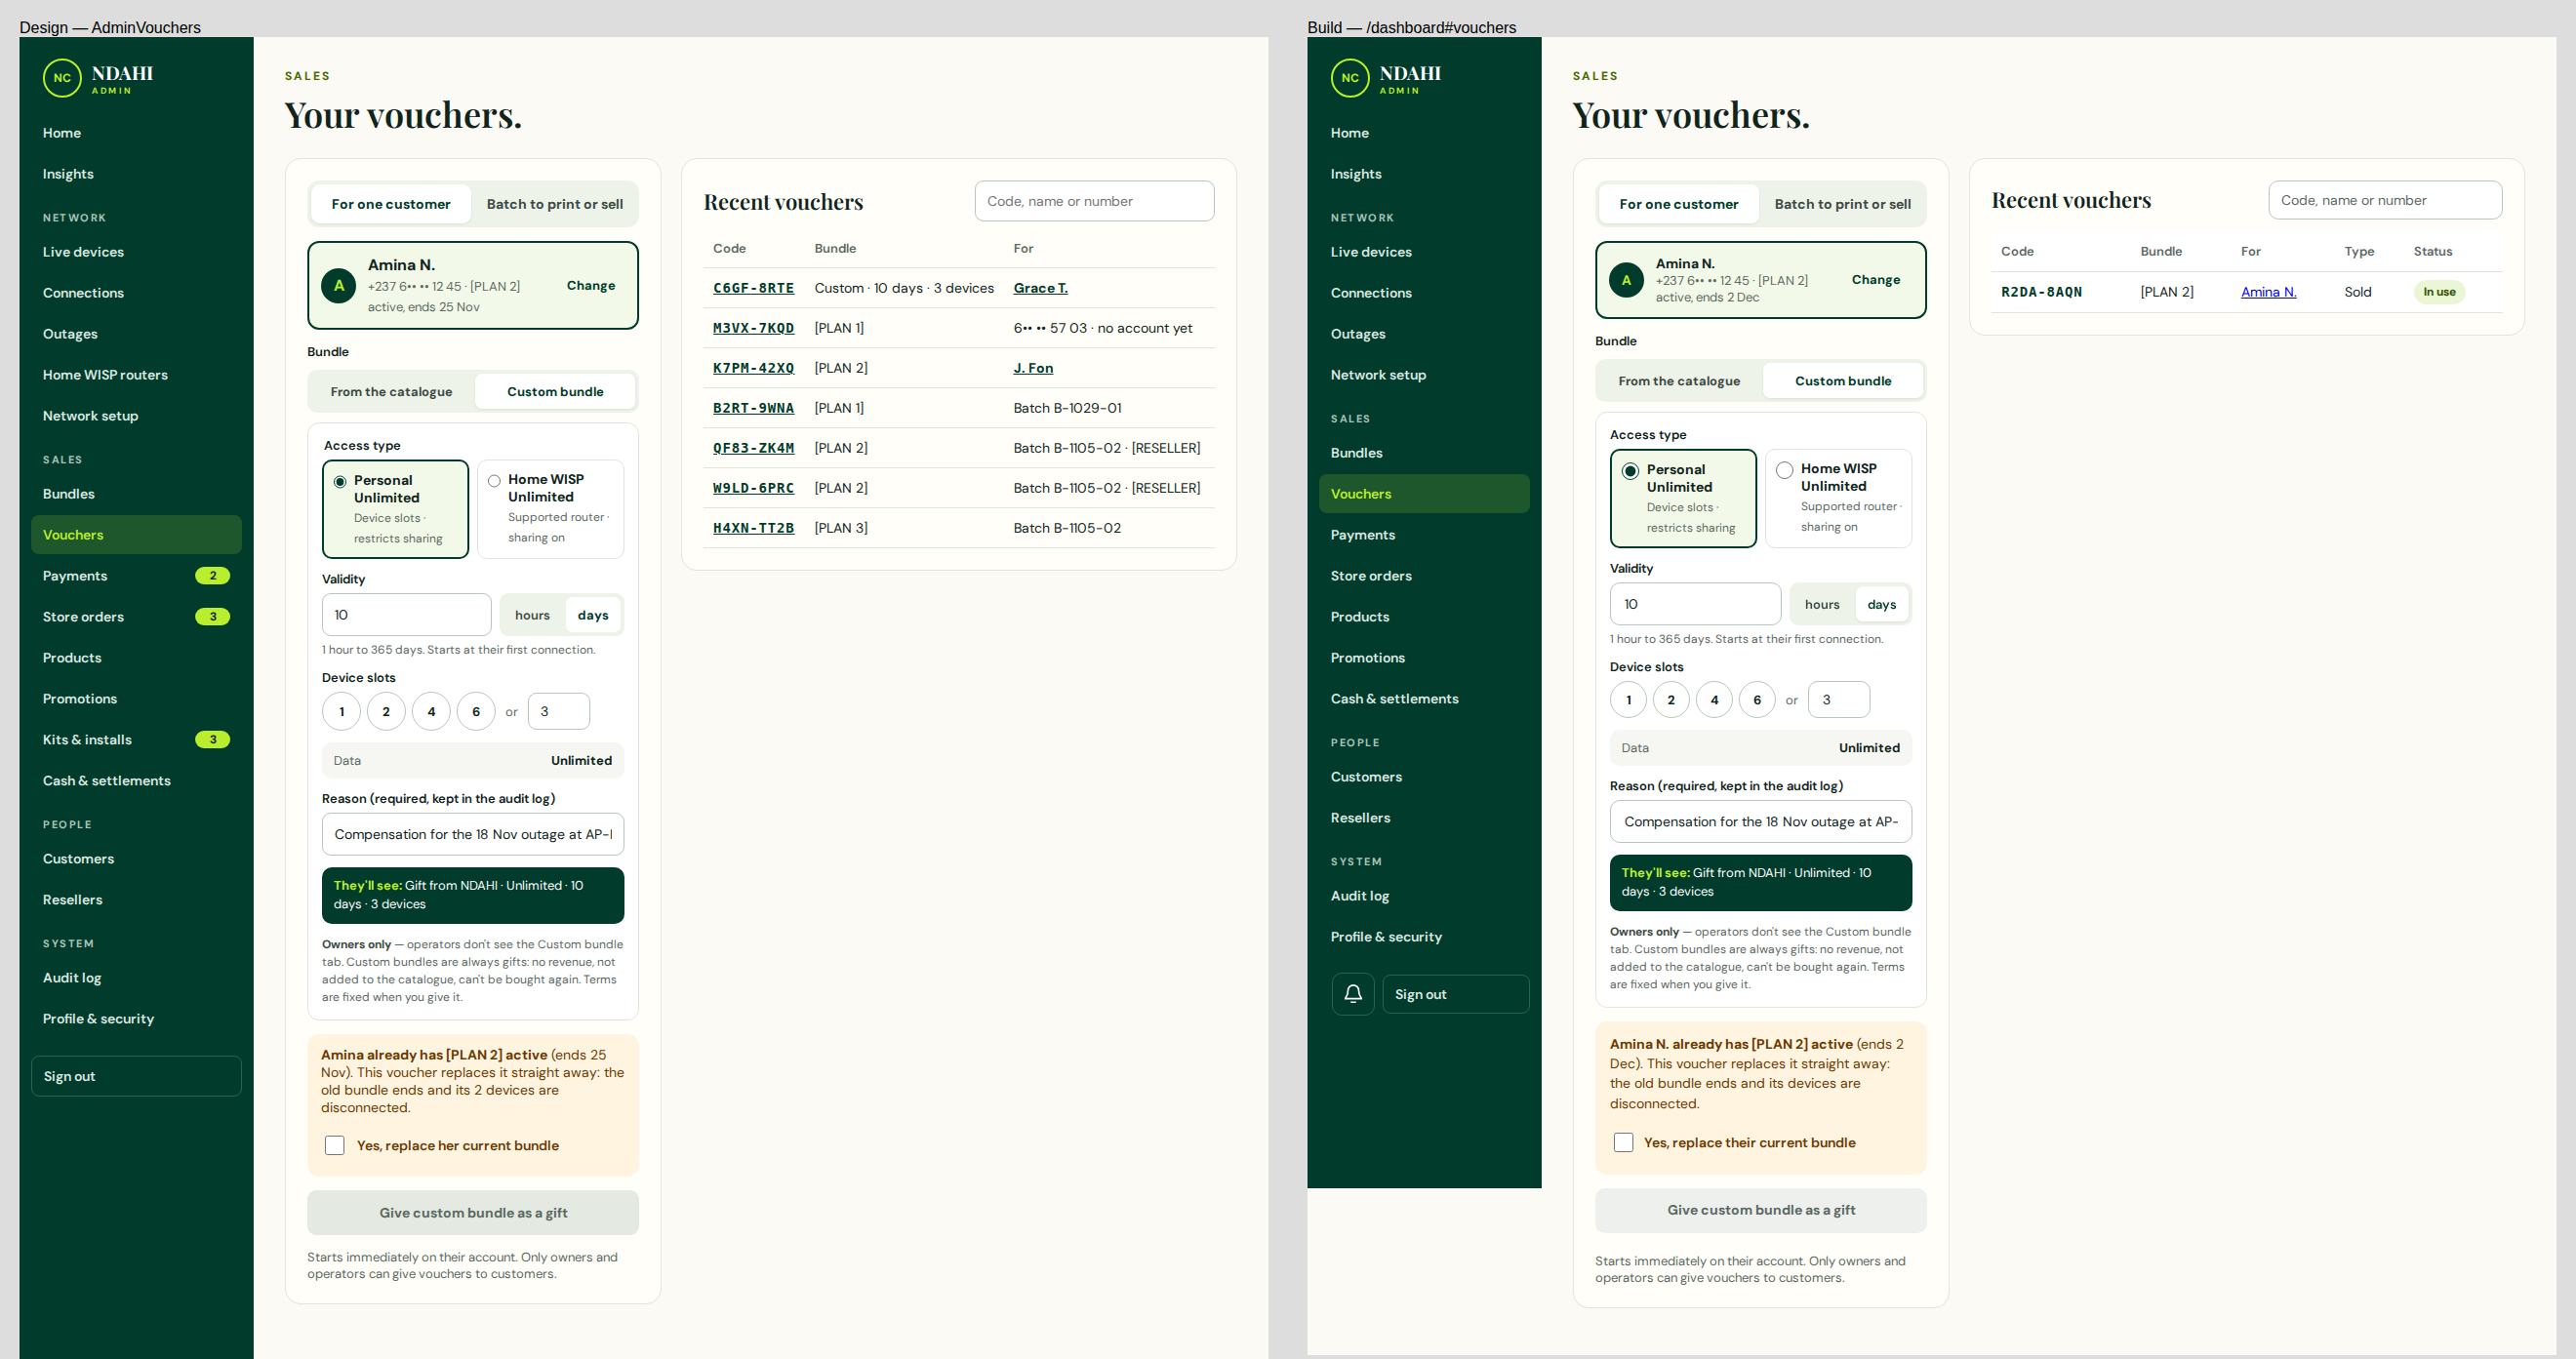 Design — AdminVouchers
NC
NDAHI
ADMIN
Home
Insights
NETWORK
Live devices
Connections
Outages
Home WISP routers
Network setup
SALES
Bundles
Vouchers
Payments 2
Store orders 3
Products
Promotions
Kits & installs 3
Cash & settlements
PEOPLE
Customers
Resellers
SYSTEM
Audit log
Profile & security
Sign out
SALES
Your vouchers.
For one customer Batch to print or sell
A
Amina N.
+237 6•• •• 12 45 · [PLAN 2]
active, ends 25 Nov
Change
Bundle
From the catalogue Custom bundle
Access type
Personal
Unlimited
Device slots ·
restricts sharing
Home WISP
Unlimited
Supported router ·
sharing on
Validity
10 hours days
1 hour to 365 days. Starts at their first connection.
Device slots
1 2 4 6 or 3
Data Unlimited
Reason (required, kept in the audit log)
Compensation for the 18 Nov outage at AP-
They'll see: Gift from NDAHI · Unlimited · 10
days · 3 devices
Owners only — operators don't see the Custom bundle
tab. Custom bundles are always gifts: no revenue, not
added to the catalogue, can't be bought again. Terms
are fixed when you give it.
Amina already has [PLAN 2] active (ends 25
Nov). This voucher replaces it straight away: the
old bundle ends and its 2 devices are
disconnected.
Yes, replace her current bundle
Give custom bundle as a gift
Starts immediately on their account. Only owners and
operators can give vouchers to customers.
Recent vouchers
Code, name or number
Code Bundle For
C6GF-8RTE Custom · 10 days · 3 devices Grace T.
M3VX-7KQD [PLAN 1] 6•• •• 57 03 · no account yet
K7PM-42XQ [PLAN 2] J. Fon
B2RT-9WNA [PLAN 1] Batch B-1029-01
QF83-ZK4M [PLAN 2] Batch B-1105-02 · [RESELLER]
W9LD-6PRC [PLAN 2] Batch B-1105-02 · [RESELLER]
H4XN-TT2B [PLAN 3] Batch B-1105-02
Build — /dashboard#vouchers
NC
NDAHI
ADMIN
Home
Insights
NETWORK
Live devices
Connections
Outages
Network setup
SALES
Bundles
Vouchers
Payments
Store orders
Products
Promotions
Cash & settlements
PEOPLE
Customers
Resellers
SYSTEM
Audit log
Profile & security
Sign out
SALES
Your vouchers.
For one customer Batch to print or sell
A
Amina N.
+237 6•• •• 12 45 · [PLAN 2]
active, ends 2 Dec
Change
Bundle
From the catalogue Custom bundle
Access type
Personal
Unlimited
Device slots ·
restricts sharing
Home WISP
Unlimited
Supported router ·
sharing on
Validity
10 hours days
1 hour to 365 days. Starts at their first connection.
Device slots
1 2 4 6 or 3
Data Unlimited
Reason (required, kept in the audit log)
Compensation for the 18 Nov outage at AP-
They'll see: Gift from NDAHI · Unlimited · 10
days · 3 devices
Owners only — operators don't see the Custom bundle
tab. Custom bundles are always gifts: no revenue, not
added to the catalogue, can't be bought again. Terms
are fixed when you give it.
Amina N. already has [PLAN 2] active (ends 2
Dec). This voucher replaces it straight away:
the old bundle ends and its devices are
disconnected.
Yes, replace their current bundle
Give custom bundle as a gift
Starts immediately on their account. Only owners and
operators can give vouchers to customers.
Recent vouchers
Code, name or number
Code Bundle For Type Status
R2DA-8AQN [PLAN 2] Amina N. Sold In use